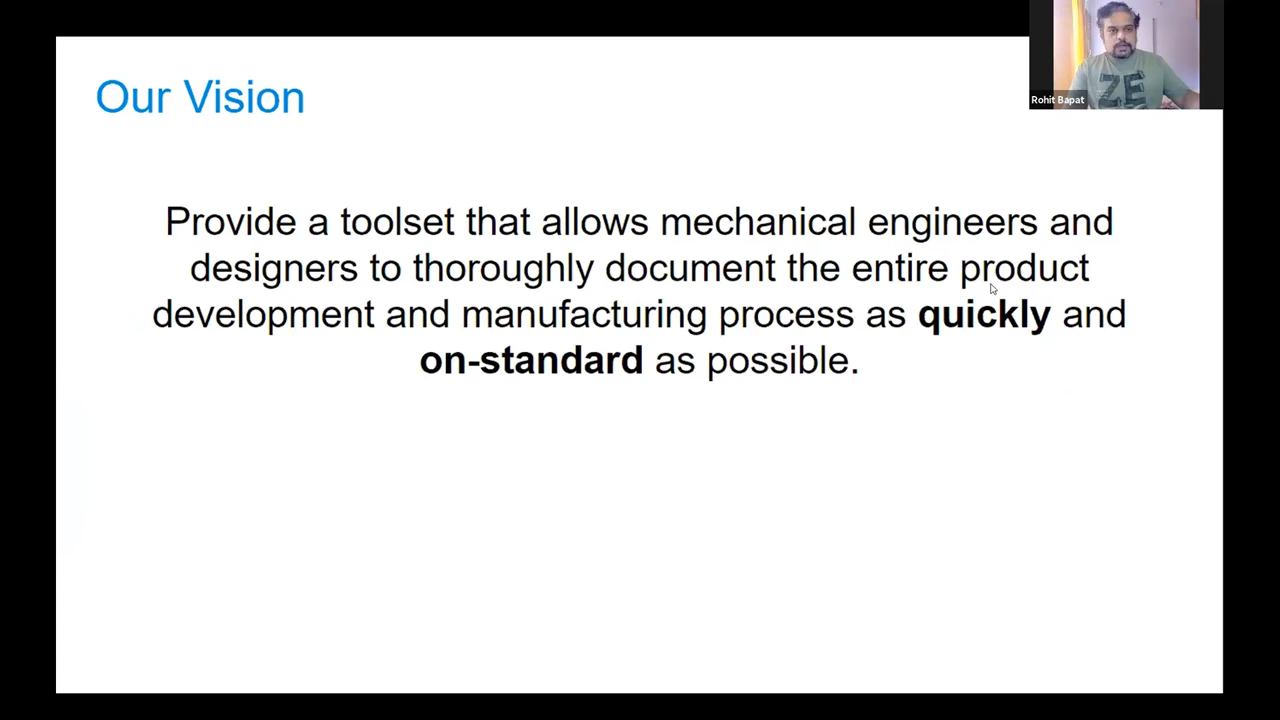 Our Vision
ZE
Rohit Bapat
Provide a toolset that allows mechanical engineers and
designers to thoroughly document the entire product
development and manufacturing process as quickly and
on-standard as possible.